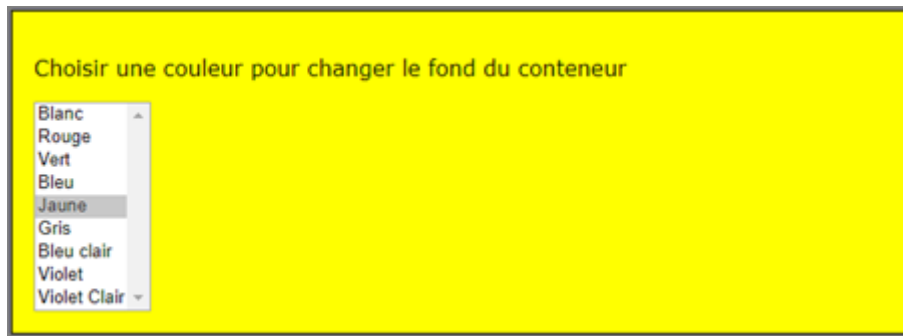 Choisir une couleur pour changer le fond du conteneur
Blanc
Rouge
Vert
Bleu
Jaune
Gris
Bleu clair
Violet
Violet Clair